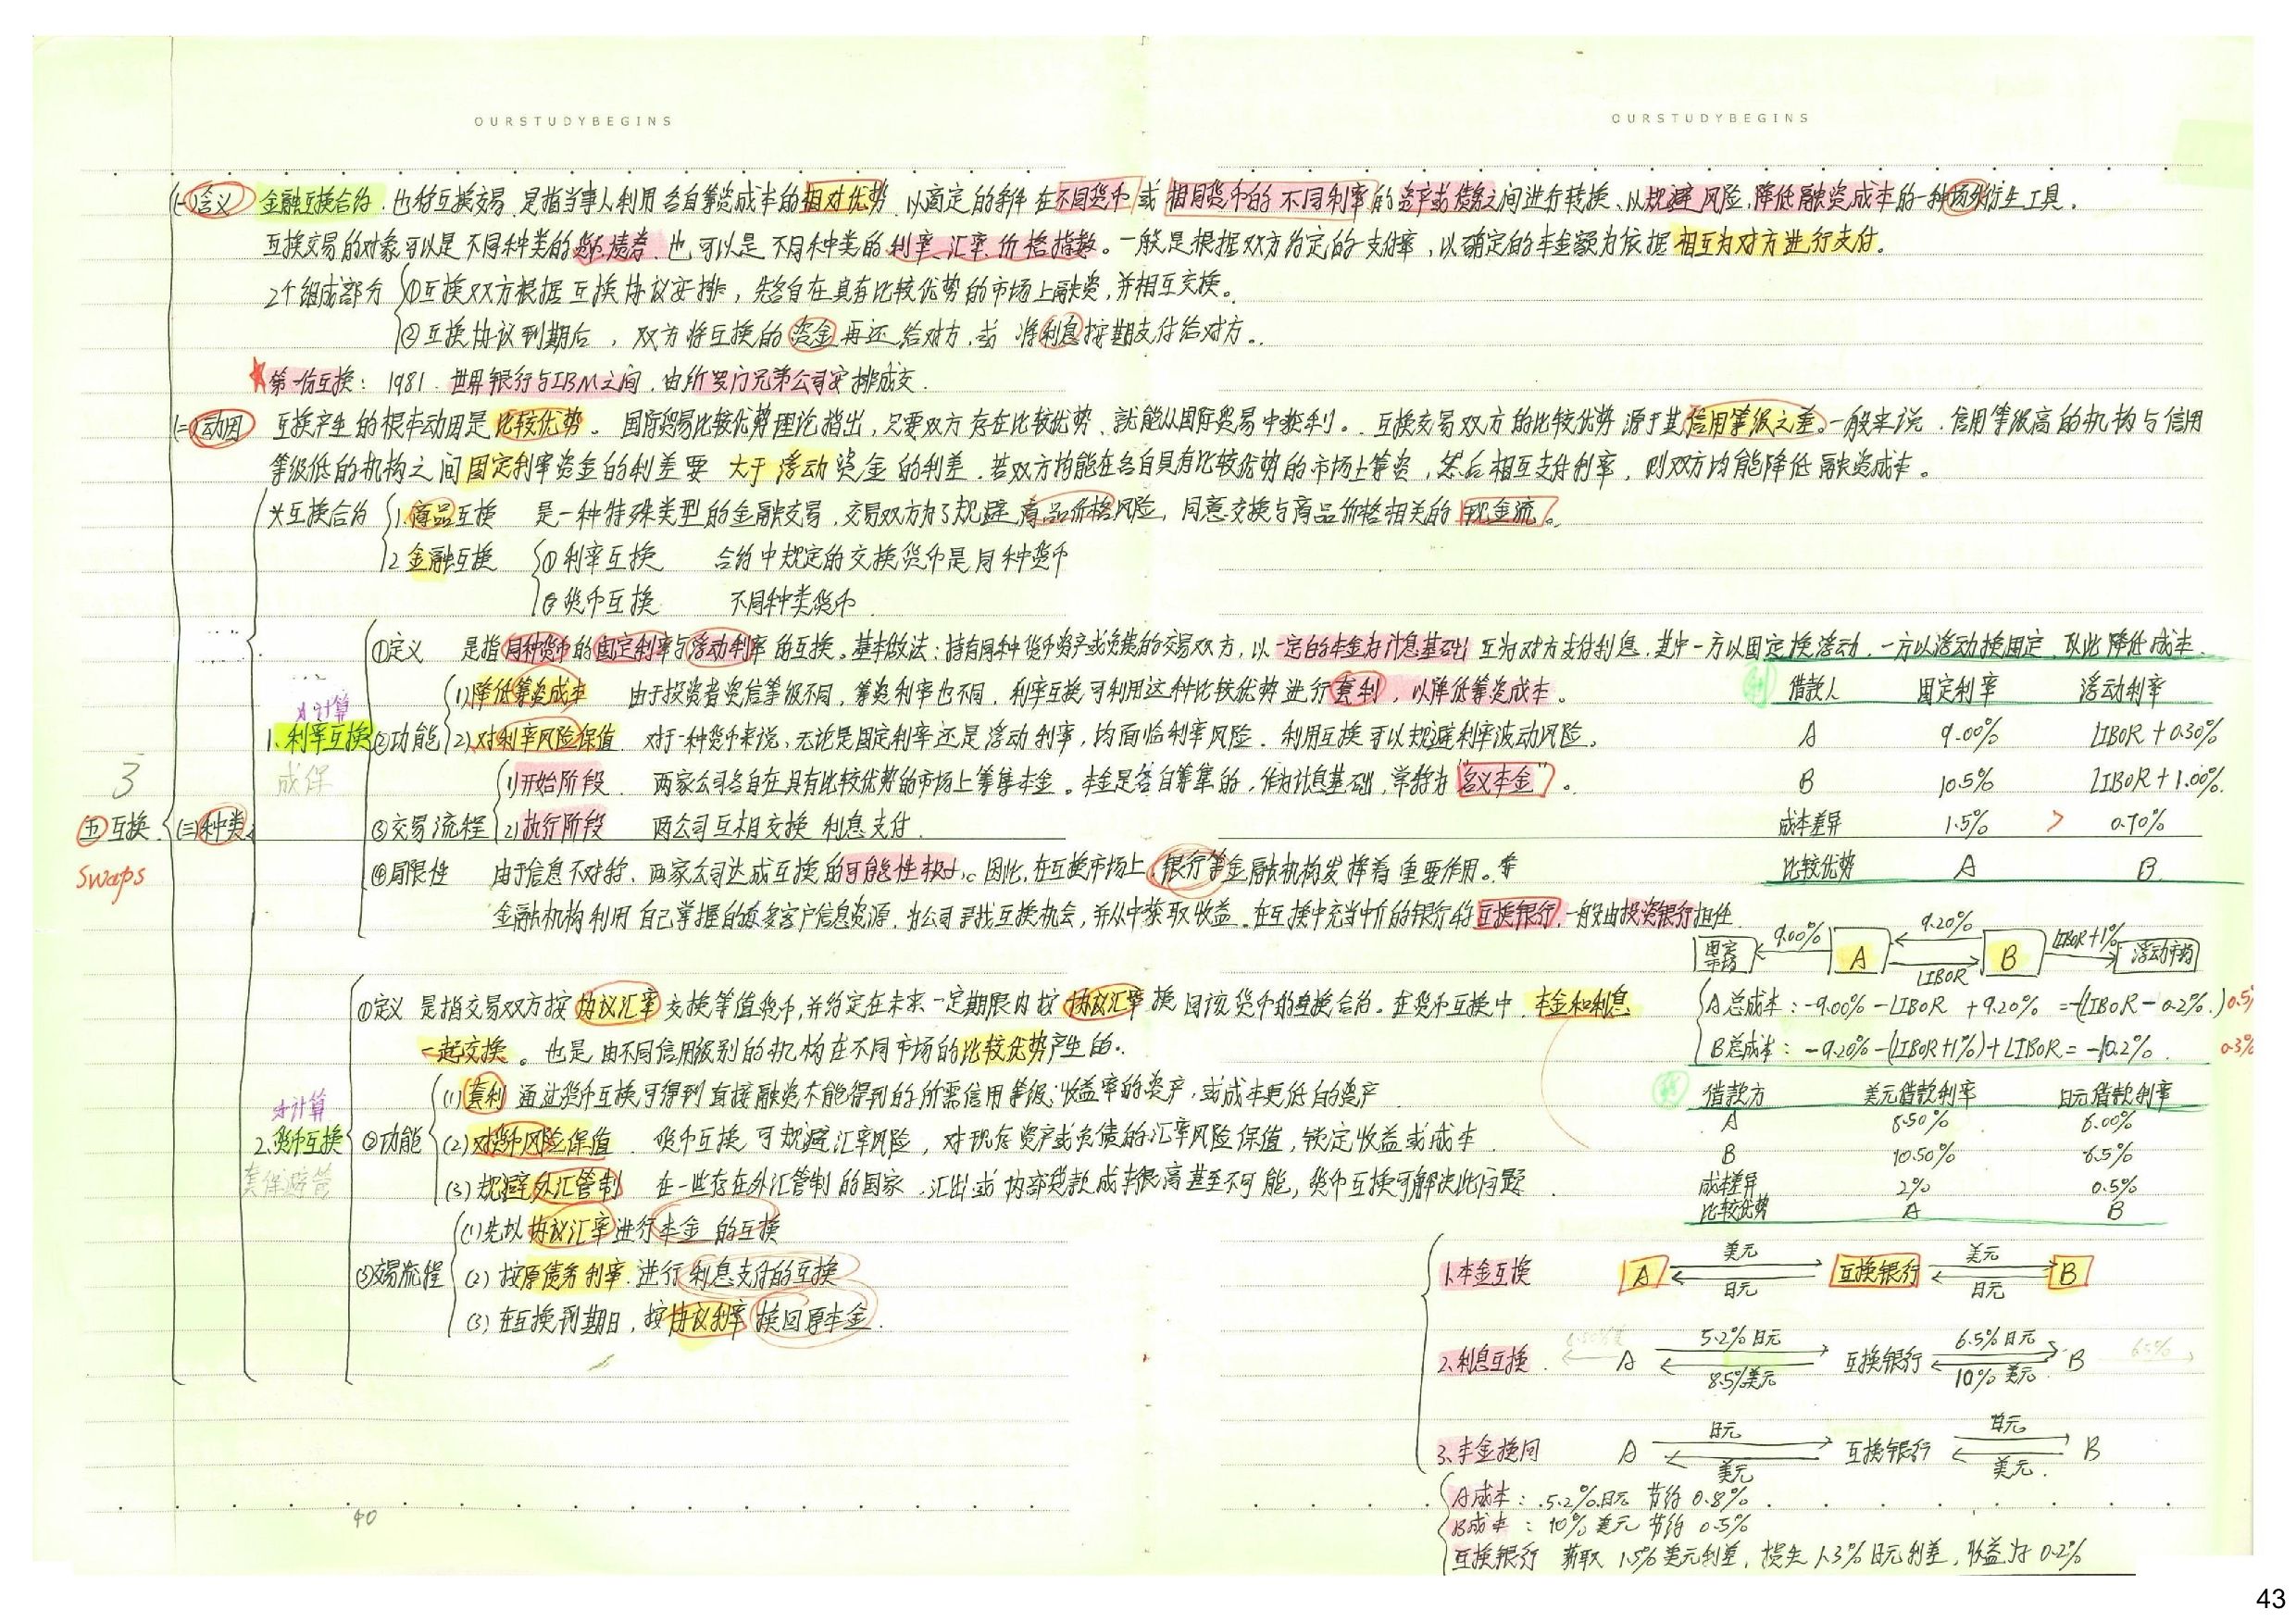 OURSTUDYBEGINS
OURSTUDYBEGINS
(一)含义 金融互换合约,也称互换交易,是指当事人利用各自筹资成本的相对优势,以商定的条件在不同货币或相同货币的不同利率的资产或债务之间进行转换、以规避风险,降低融资成本的一种场外衍生工具。
互换交易的对象可以是不同种类的货币、债券,也可以是不同种类的利率、汇率、价格指数。一般是根据双方约定的支付率,以确定的本金额为依据相互为对方进行支付。
2个组成部分 ①互换双方根据互换协议安排,先各自在具有比较优势的市场上融资,并相互交换。
②互换协议到期后,双方将互换的资金再还给对方,或将利息按期支付给对方。
★第一份互换:1981.世界银行与IBM之间.由所罗门兄弟公司安排成交.
(二)动因 互换产生的根本动因是比较优势。国际贸易比较优势理论指出,只要双方存在比较优势、就能从国际贸易中获利。互换交易双方的比较优势源于其信用等级之差。一般来说,信用等级高的机构与信用
等级低的机构之间固定利率资金的利差要大于浮动资金的利差.若双方均能在各自具有比较优势的市场上筹资,然后相互支付利率,则双方均能降低融资成本。
互换合约 1.商品互换 是一种特殊类型的金融交易,交易双方为了规避商品价格风险,同意交换与商品价格相关的现金流。
2.金融互换 ①利率互换 合约中规定的交换货币是同种货币
②货币互换 不同种类货币
3
(五)互换 (三)种类
Swaps
计算
1.利率互换
成保
①定义 是指同种货币的固定利率与浮动利率的互换。基本做法:持有同种货币资产或负债的交易双方,以一定的本金为计息基础互为对方支付利息,其中一方以固定换浮动,一方以浮动换固定,以此降低成本.
②功能 (1)降低筹资成本 由于投资者资信等级不同,筹资利率也不同,利率互换可利用这种比较优势进行套利,以降低筹资成本。
(2)对利率风险保值 对于一种货币来说、无论是固定利率还是浮动利率,均面临利率风险.利用互换可以规避利率波动风险。
③交易流程 (1)开始阶段 两家公司各自在具有比较优势的市场上筹集本金。本金是各自筹集的,作为计息基础,常称为“名义本金”。
(2)执行阶段 两公司互相交换利息支付.
④局限性 由于信息不对称,两家公司达成互换的可能性极小。因此,在互换市场上,银行等金融机构发挥着重要作用。
金融机构利用自己掌握的众多客户信息资源,为公司寻找互换机会,并从中获取收益.在互换中充当中介的银行称互换银行,一般由投资银行担任.
例 借款人 固定利率 浮动利率
A 9.00% LIBOR+0.30%
B 10.5% LIBOR+1.00%
成本差异 1.5% > 0.70%
比较优势 A B
固定市场 9.00% A 9.20% LIBOR B LIBOR+1% 浮动市场
A总成本:-9.00%-LIBOR+9.20%=-(LIBOR-0.2%) 0.5%
B总成本:-9.20%-(LIBOR+1%)+LIBOR=-10.2%. 0.3%
计算
2.货币互换
套保避管
①定义 是指交易双方按协议汇率交换等值货币,并约定在未来一定期限内按协议汇率换回该货币的互换合约.在货币互换中,本金和利息
一起交换。也是由不同信用级别的机构在不同市场的比较优势产生的.
②功能 (1)套利 通过货币互换可得到直接融资不能得到的所需信用等级、收益率的资产,或成本更低的资产
(2)对货币风险保值.货币互换可规避汇率风险,对现存资产或负债的汇率风险保值,锁定收益或成本
(3)规避外汇管制 在一些存在外汇管制的国家,汇出或内部贷款成本很高甚至不可能,货币互换可解决此问题.
③交易流程 (1)先以协议汇率进行本金的互换
(2)按原债务利率.进行利息支付的互换
(3)在互换到期日,按协议利率换回原本金.
借款方 美元借款利率 日元借款利率
A 8.50% 6.00%
B 10.50% 6.5%
成本差异 2% 0.5%
比较优势 A B
1.本金互换 A 美元 日元 互换银行 美元 日元 B
2.利息互换 A 5.2%日元 8.5%美元 互换银行 6.5%日元 10%美元 B 6.5%
3.本金换回 A 日元 美元 互换银行 日元 美元 B
A成本:5.2%日元 节约0.8%
B成本:10%美元 节约0.5%
互换银行 获取1.5%美元利差,损失1.3%日元利差,收益为0.2%
40
43